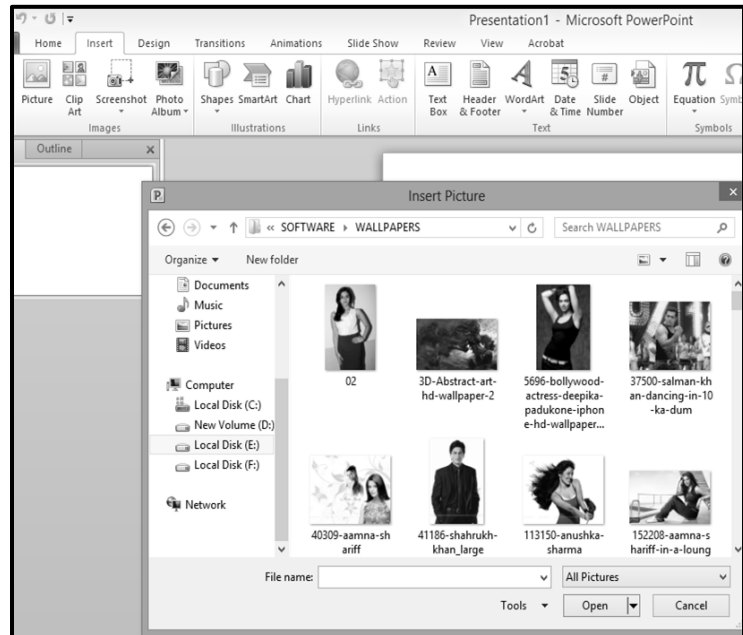 Presentation1 - Microsoft PowerPoint
Home Insert Design Transitions Animations Slide Show Review View Acrobat
Picture Clip Art Screenshot Photo Album Shapes SmartArt Chart Hyperlink Action Text Box Header & Footer WordArt Date & Time Slide Number Object Equation
Images Illustrations Links Text Symbols
Outline
Insert Picture
« SOFTWARE WALLPAPERS Search WALLPAPERS
Organize New folder
Documents
Music
Pictures
Videos
Computer
Local Disk (C:)
New Volume (D:)
Local Disk (E:)
Local Disk (F:)
Network
02
3D-Abstract-art-
hd-wallpaper-2
5696-bollywood-
actress-deepika-
padukone-iphon
e-hd-wallpaper...
37500-salman-kh
an-dancing-in-10
-ka-dum
40309-aamna-sh
ariff
41186-shahrukh-
khan_large
113150-anushka-
sharma
152208-aamna-s
hariff-in-a-loung
File name: All Pictures
Tools Open Cancel